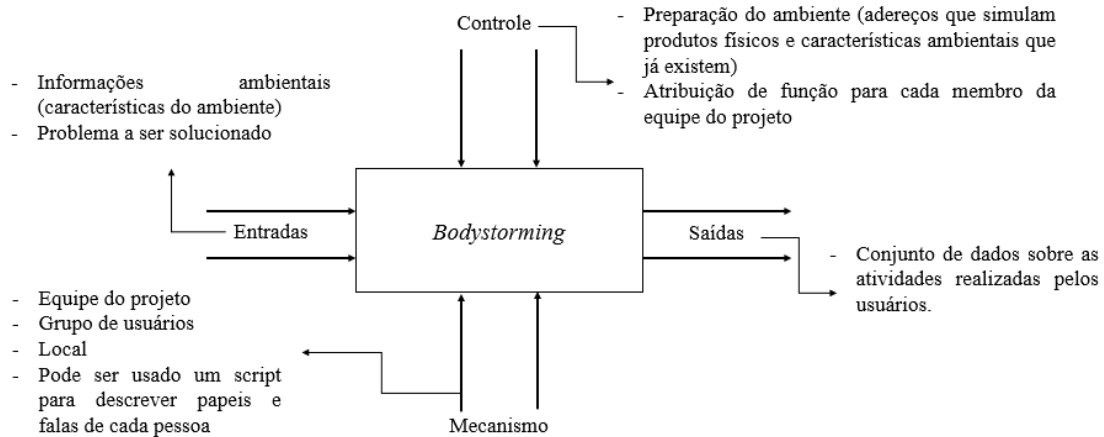 Controle
- Preparação do ambiente (adereços que simulam
produtos físicos e características ambientais que
já existem)
- Atribuição de função para cada membro da
equipe do projeto
- Informações ambientais
(características do ambiente)
- Problema a ser solucionado
Entradas
Bodystorming
Saídas
- Conjunto de dados sobre as
atividades realizadas pelos
usuários.
- Equipe do projeto
- Grupo de usuários
- Local
- Pode ser usado um script
para descrever papeis e
falas de cada pessoa
Mecanismo